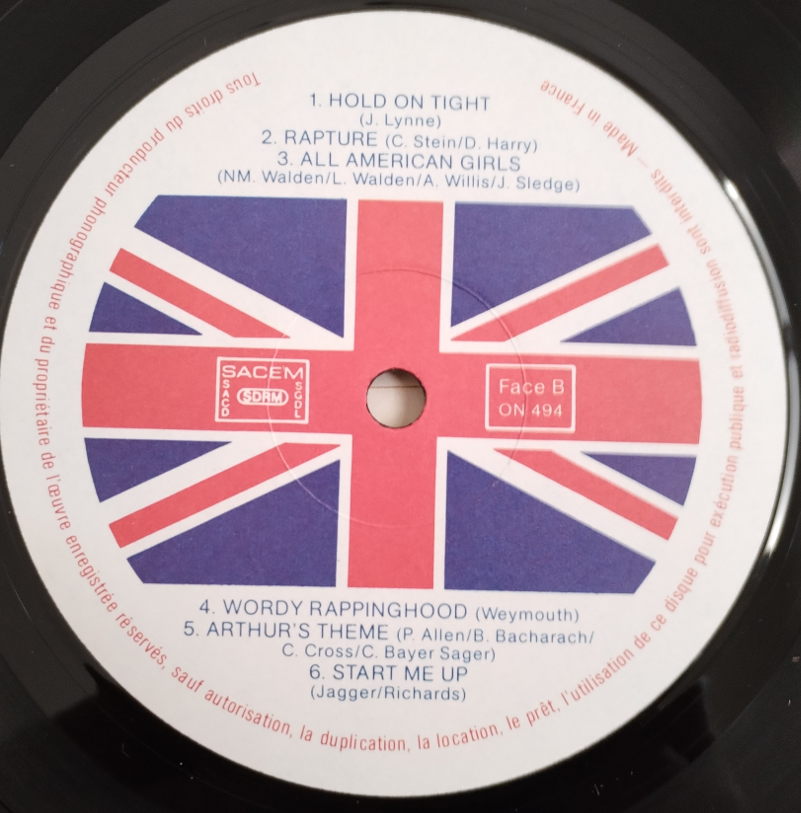 1. HOLD ON TIGHT
(J. Lynne)
2. RAPTURE (C. Stein/D. Harry)
3. ALL AMERICAN GIRLS
(NM. Walden/L. Walden/A. Willis/J. Sledge)
SACEM
SACD
SDRM
SGDL
Face B
ON 494
4. WORDY RAPPINGHOOD (Weymouth)
5. ARTHUR'S THEME (P. Allen/B. Bacharach/
C. Cross/C. Bayer Sager)
6. START ME UP
(Jagger/Richards)
Tous droits du producteur phonographique et du propriétaire de l'œuvre enregistrée réservés, sauf autorisation, la duplication, la location, le prêt, l'utilisation de ce disque pour exécution publique et radiodiffusion sont interdits – Made in France